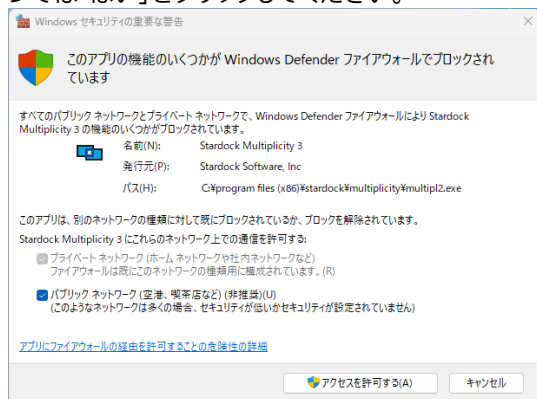 Windows セキュリティの重要な警告
このアプリの機能のいくつかが Windows Defender ファイアウォールでブロックされ
ています
すべてのパブリック ネットワークとプライベート ネットワークで、Windows Defender ファイアウォールにより Stardock
Multiplicity 3 の機能のいくつかがブロックされています。
名前(N): Stardock Multiplicity 3
発行元(P): Stardock Software, Inc
パス(H): C:¥program files (x86)¥stardock¥multiplicity¥multipl2.exe
このアプリは、別のネットワークの種類に対して既にブロックされているか、ブロックを解除されています。
Stardock Multiplicity 3 にこれらのネットワーク上での通信を許可する:
プライベート ネットワーク (ホーム ネットワークや社内ネットワークなど)
ファイアウォールは既にこのネットワークの種類用に構成されています。(R)
パブリック ネットワーク (空港、喫茶店など) (非推奨)(U)
(このようなネットワークは多くの場合、セキュリティが低いかセキュリティが設定されていません)
アプリにファイアウォールの経由を許可することの危険性の詳細
アクセスを許可する(A) キャンセル